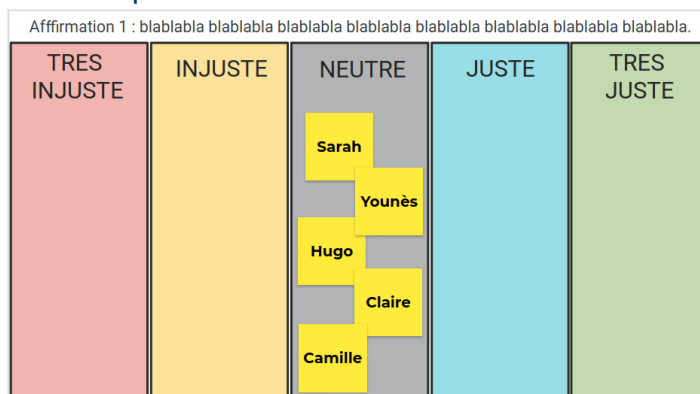 Afffirmation 1 : blablabla blablabla blablabla blablabla blablabla blablabla blablabla blablabla.
TRES
INJUSTE
INJUSTE
NEUTRE
JUSTE
TRES
JUSTE
Sarah
Younès
Hugo
Claire
Camille